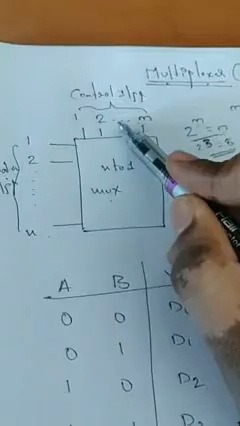 Multiplexer (
Control i/p
1 2 ... m
2^m = n
2^3 = 8
1
2
n
n to 1
mux
i/p
A B
0 0 D0
0 1 D1
1 0 D2